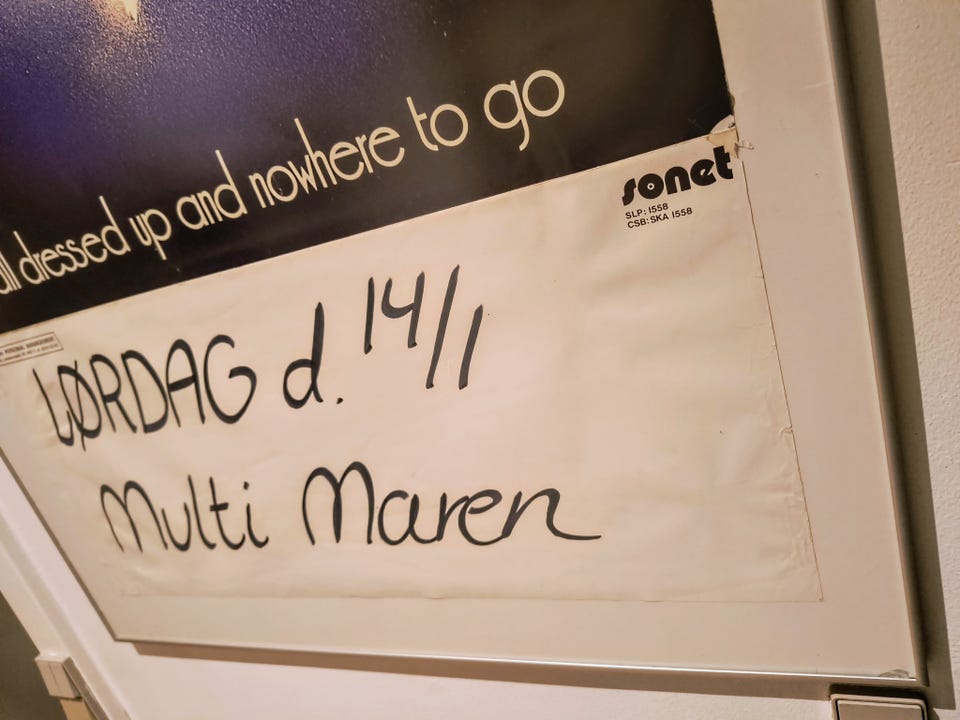 all dressed up and nowhere to go
sonet
SLP: 1558
CSB: SKA 1558
LØRDAG d. 14/1
Multi Maren